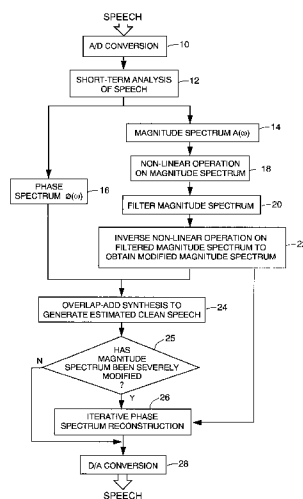 SPEECH
A/D CONVERSION
10
SHORT-TERM ANALYSIS
OF SPEECH
12
MAGNITUDE SPECTRUM A(ω)
14
NON-LINEAR OPERATION
ON MAGNITUDE SPECTRUM
18
PHASE
SPECTRUM ø(ω)
16
FILTER MAGNITUDE SPECTRUM
20
INVERSE NON-LINEAR OPERATION ON
FILTERED MAGNITUDE SPECTRUM TO
OBTAIN MODIFIED MAGNITUDE SPECTRUM
22
OVERLAP-ADD SYNTHESIS TO
GENERATE ESTIMATED CLEAN SPEECH
24
25
HAS
MAGNITUDE
SPECTRUM BEEN SEVERELY
MODIFIED
?
N
Y
26
ITERATIVE PHASE
SPECTRUM RECONSTRUCTION
D/A CONVERSION
28
SPEECH